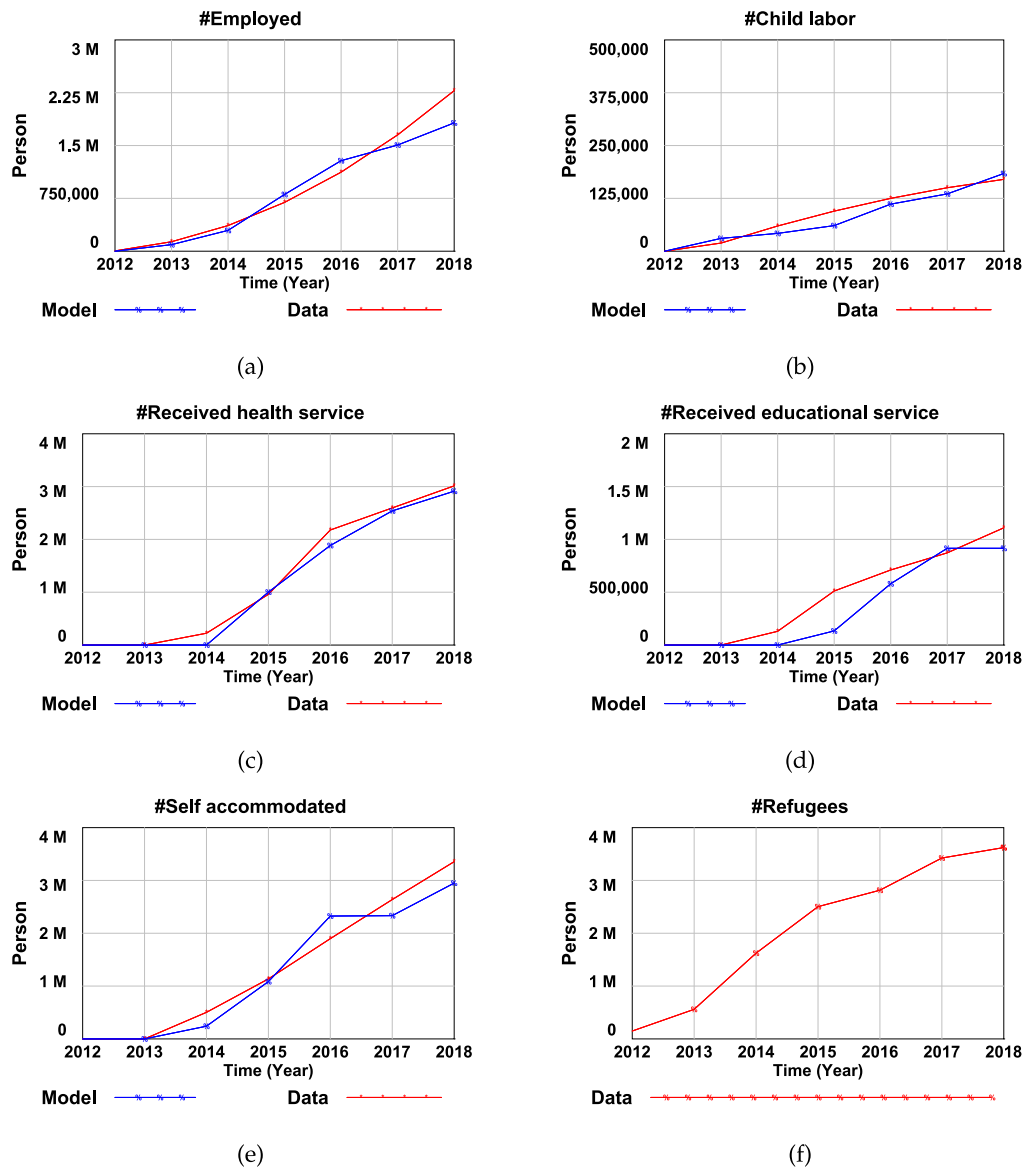 #Employed
3 M
2.25 M
1.5 M
750,000
0
Person
2012 2013 2014 2015 2016 2017 2018
Time (Year)
Model Data
(a)
#Child labor
500,000
375,000
250,000
125,000
0
Person
2012 2013 2014 2015 2016 2017 2018
Time (Year)
Model Data
(b)
#Received health service
4 M
3 M
2 M
1 M
0
Person
2012 2013 2014 2015 2016 2017 2018
Time (Year)
Model Data
(c)
#Received educational service
2 M
1.5 M
1 M
500,000
0
Person
2012 2013 2014 2015 2016 2017 2018
Time (Year)
Model Data
(d)
#Self accommodated
4 M
3 M
2 M
1 M
0
Person
2012 2013 2014 2015 2016 2017 2018
Time (Year)
Model Data
(e)
#Refugees
4 M
3 M
2 M
1 M
0
Person
2012 2013 2014 2015 2016 2017 2018
Time (Year)
Data
(f)